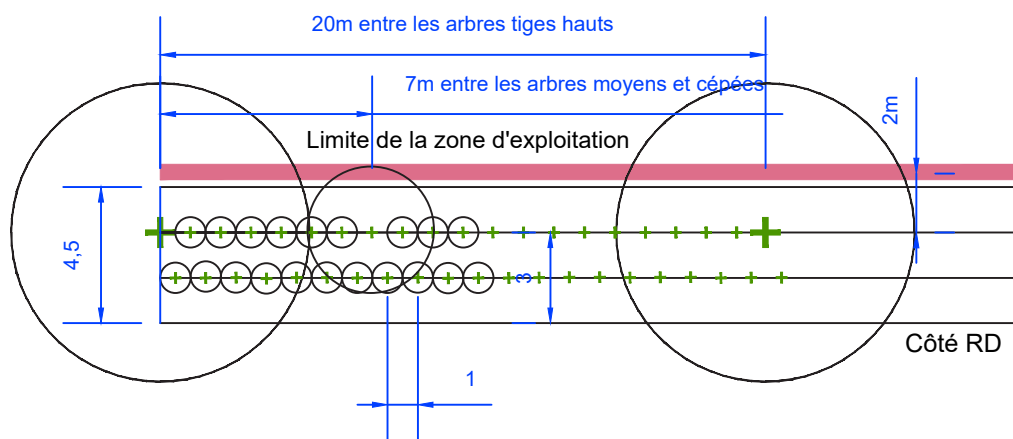 20m entre les arbres tiges hauts
7m entre les arbres moyens et cépées
2m
Limite de la zone d'exploitation
4,5
3
Côté RD
1